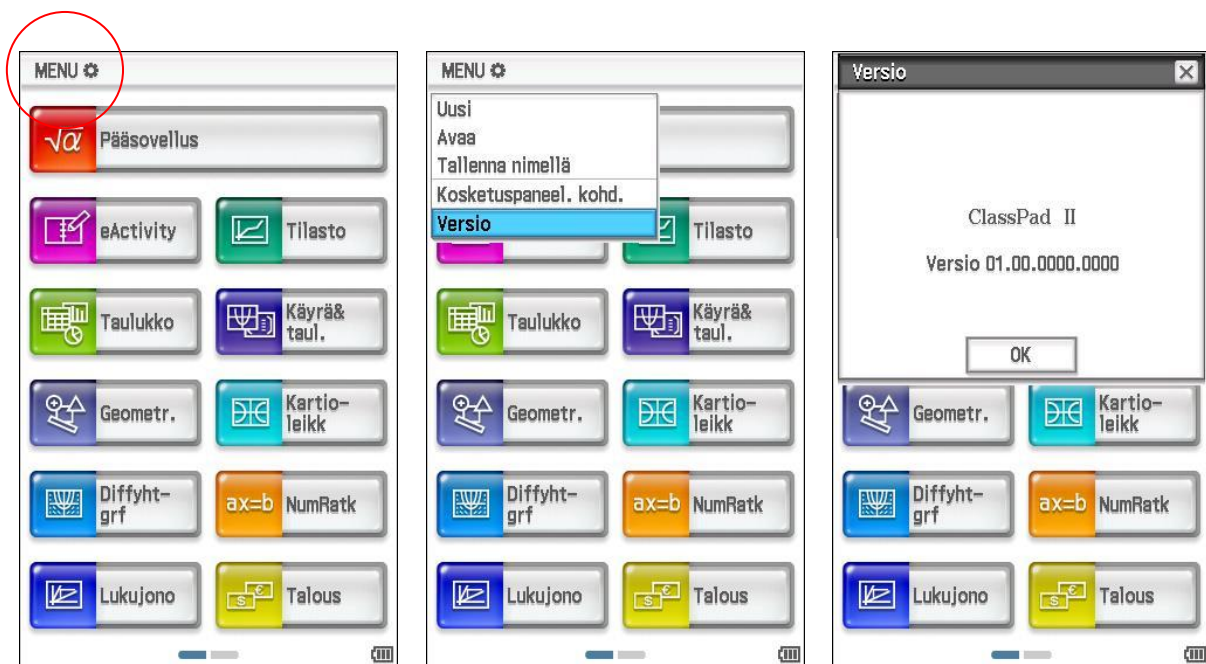 MENU
√α Pääsovellus
eActivity
Tilasto
Taulukko
Käyrä&
taul.
Geometr.
Kartio-
leikk
Diffyht-
grf
ax=b NumRatk
Lukujono
$ € Talous
MENU
Uusi
Avaa
Tallenna nimellä
Kosketuspaneel. kohd.
Versio
Tilasto
Taulukko
Käyrä&
taul.
Geometr.
Kartio-
leikk
Diffyht-
grf
ax=b NumRatk
Lukujono
$ € Talous
Versio
ClassPad II
Versio 01.00.0000.0000
OK
Geometr.
Kartio-
leikk
Diffyht-
grf
ax=b NumRatk
Lukujono
$ € Talous